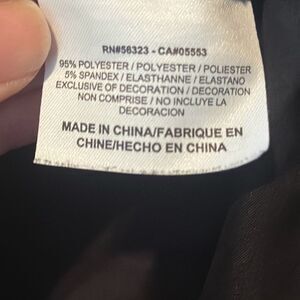 RN#56323 - CA#05553
95% POLYESTER / POLYESTER / POLIESTER
5% SPANDEX / ELASTHANNE / ELASTANO
EXCLUSIVE OF DECORATION / DECORATION
NON COMPRISE / NO INCLUYE LA
DECORACION
MADE IN CHINA/FABRIQUE EN
CHINE/HECHO EN CHINA